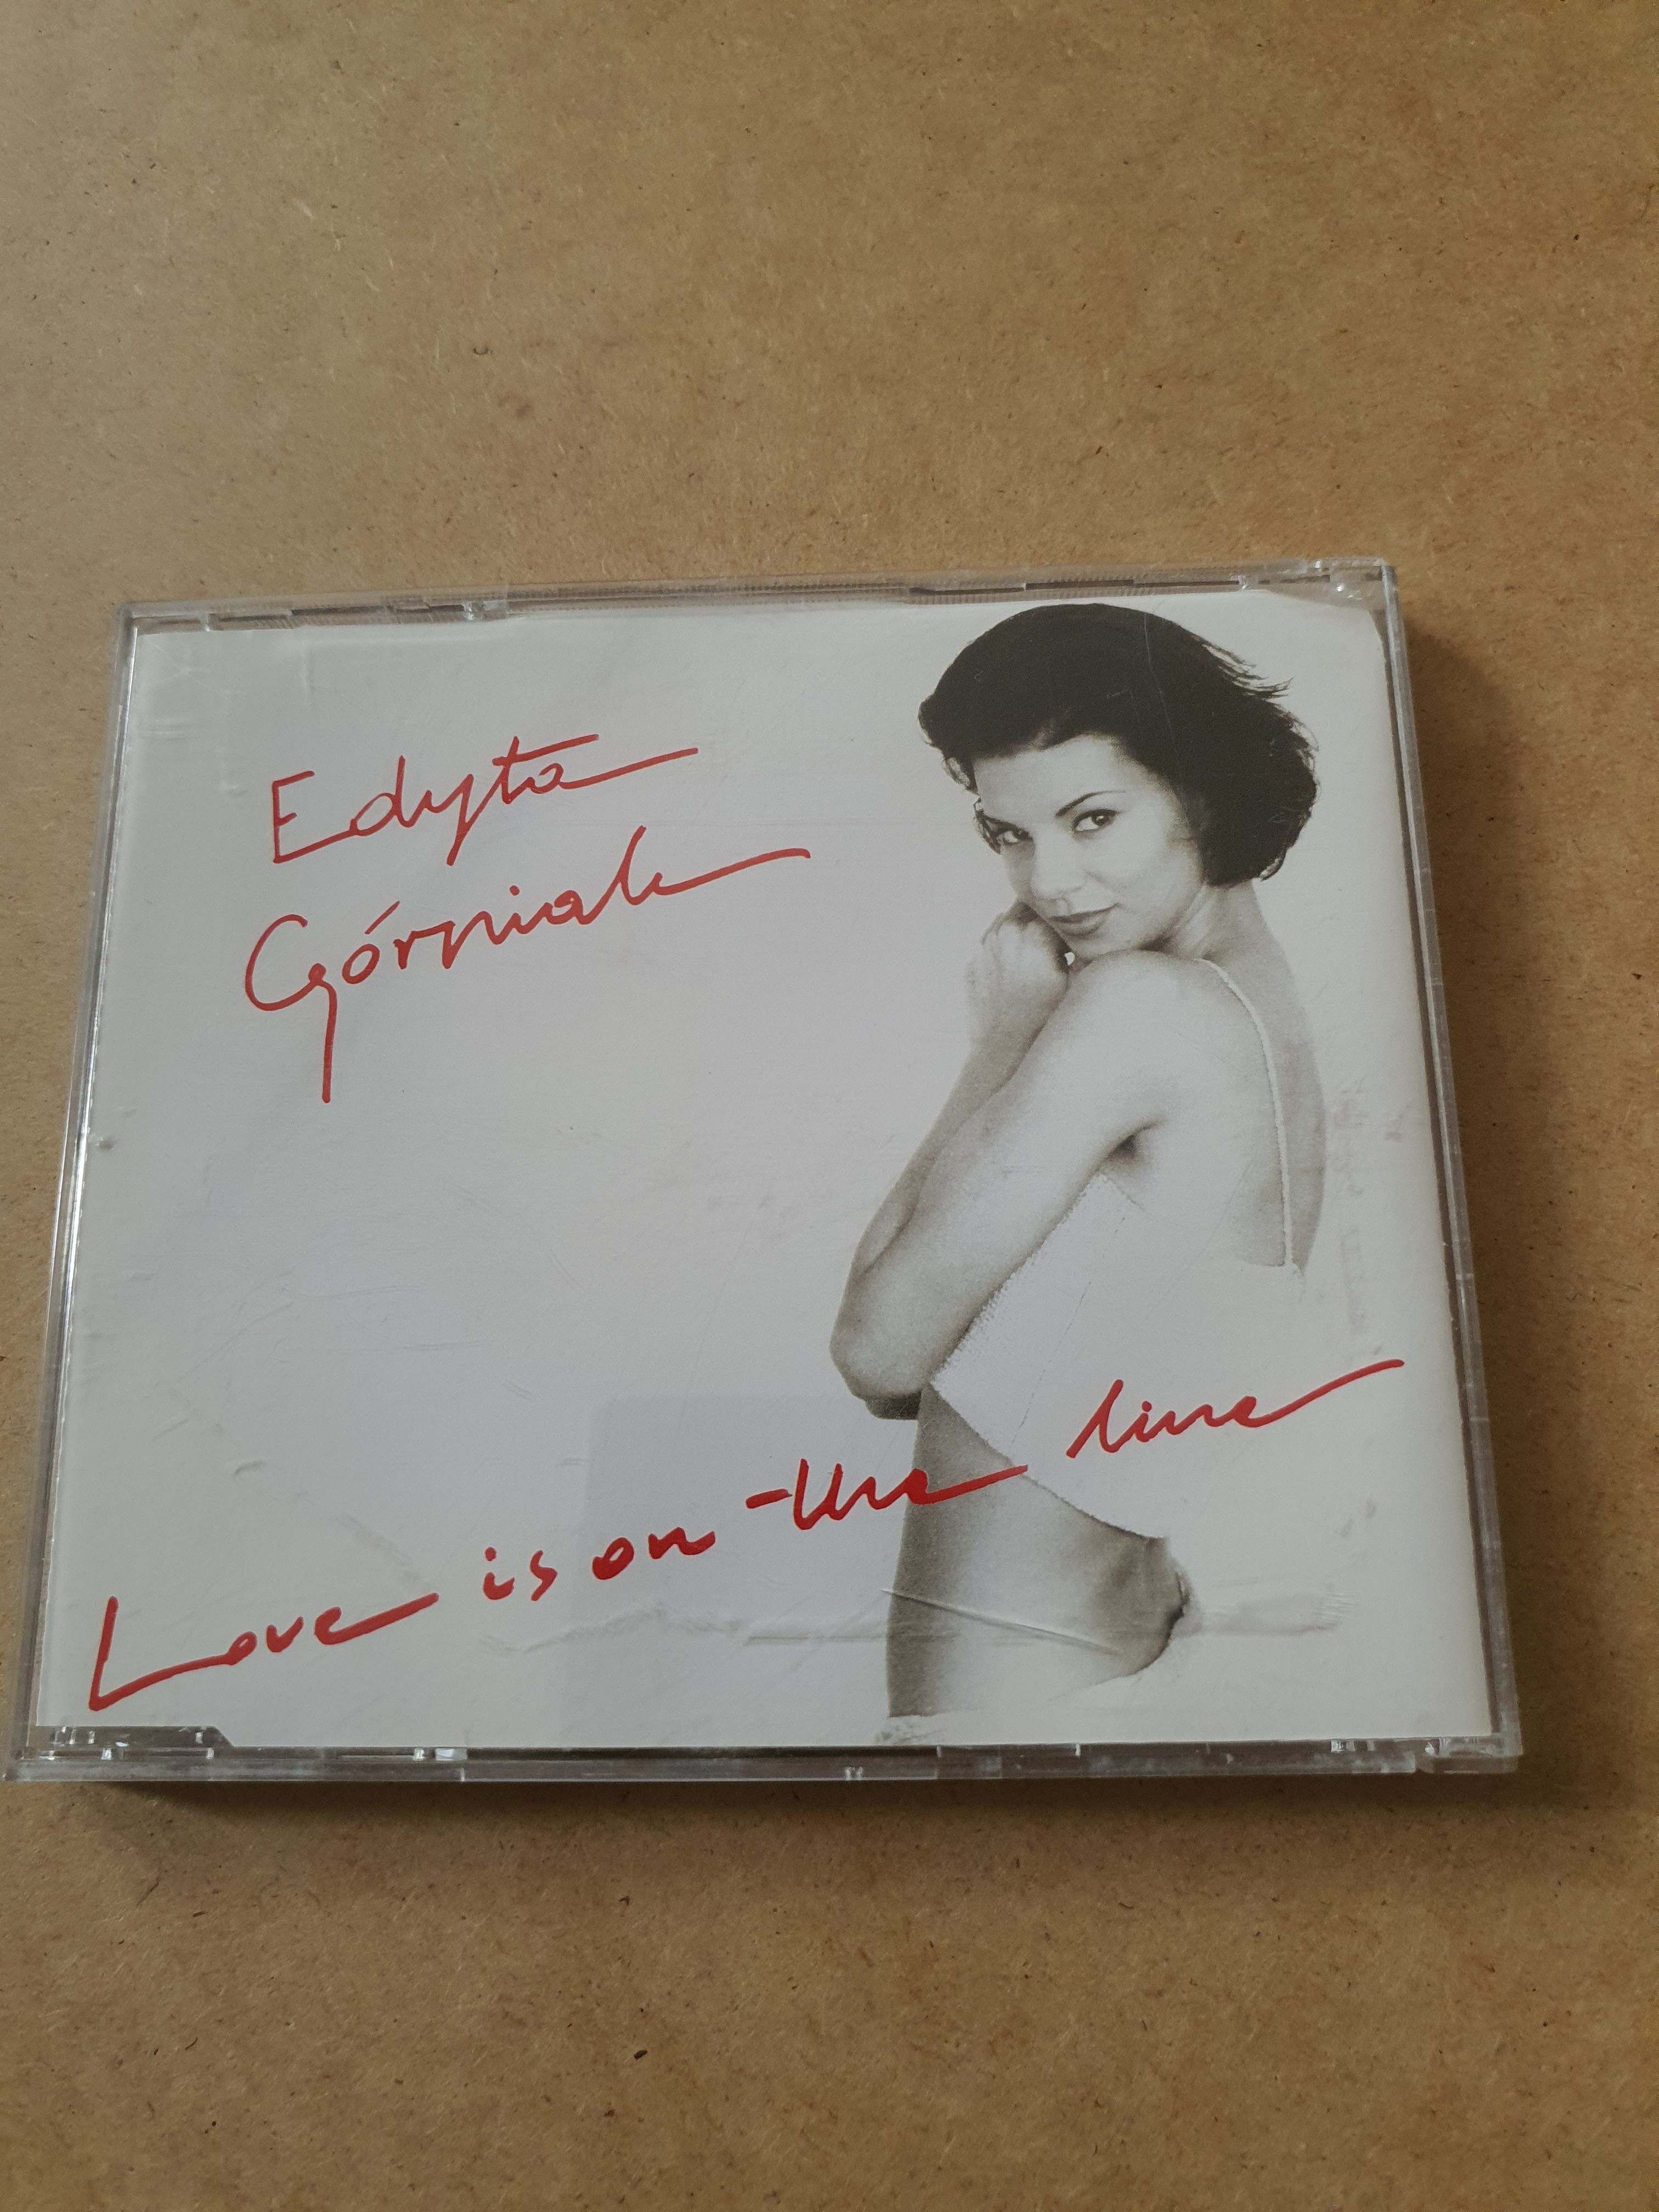 Edyta
Górniak
Love is on the line